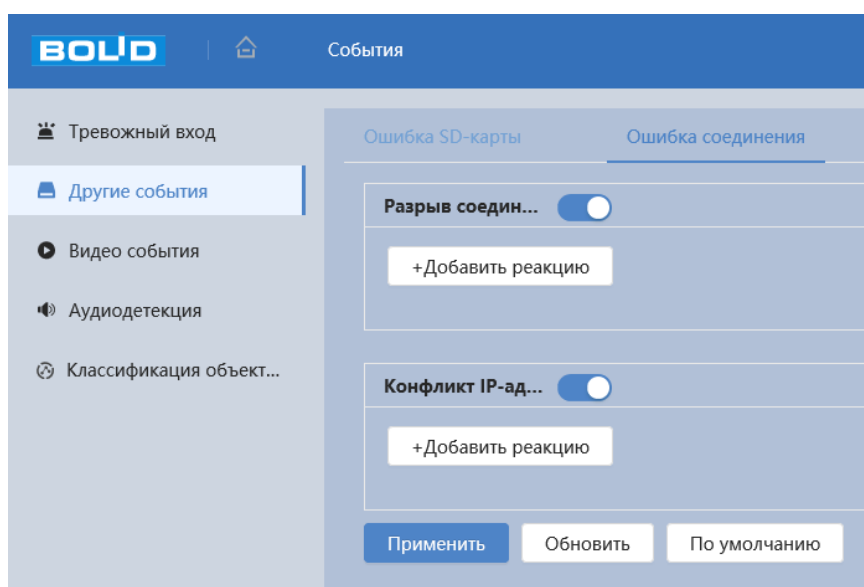 BOLID
События
Тревожный вход
Другие события
Видео события
Аудиодетекция
Классификация объект...
Ошибка SD-карты
Ошибка соединения
Разрыв соедин...
+Добавить реакцию
Конфликт IP-ад...
+Добавить реакцию
Применить
Обновить
По умолчанию